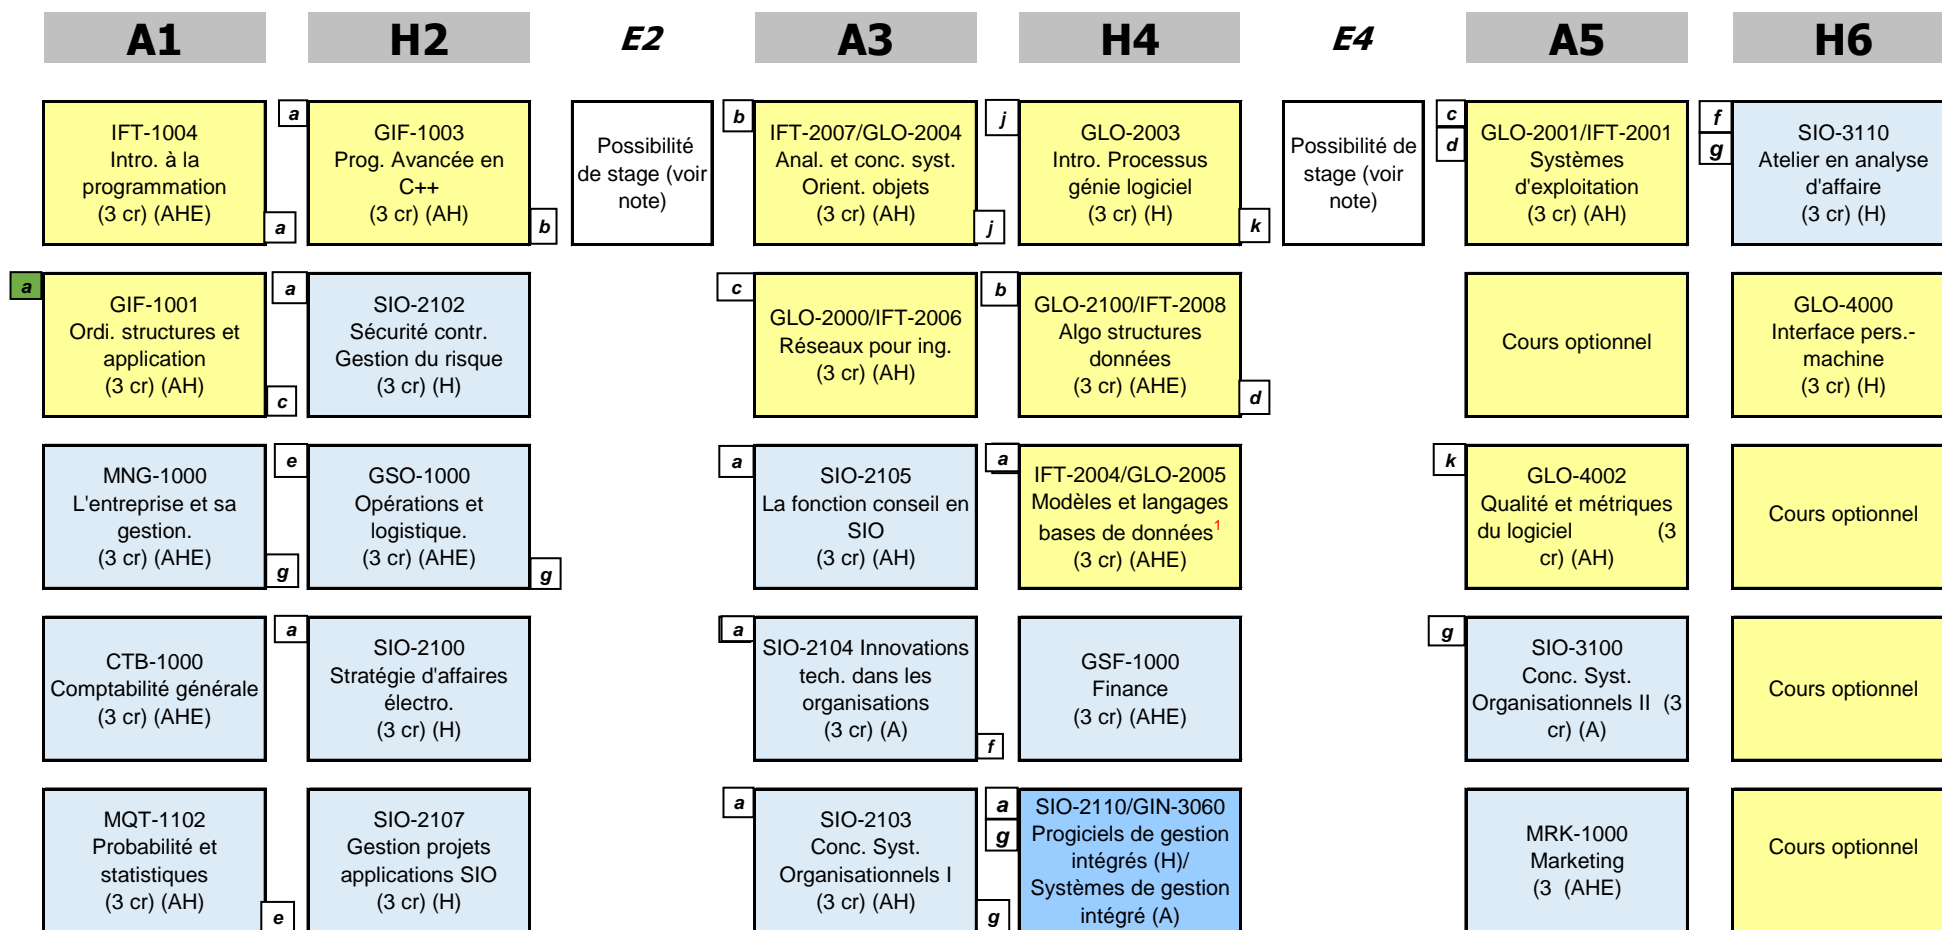 A1
H2
E2
A3
H4
E4
A5
H6
IFT-1004
Intro. à la
programmation
(3 cr) (AHE)
a
a
GIF-1003
Prog. Avancée en
C++
(3 cr) (AH)
b
Possibilité
de stage (voir
note)
b
IFT-2007/GLO-2004
Anal. et conc. syst.
Orient. objets
(3 cr) (AH)
j
j
GLO-2003
Intro. Processus
génie logiciel
(3 cr) (H)
k
Possibilité de
stage (voir
note)
c
d
GLO-2001/IFT-2001
Systèmes
d'exploitation
(3 cr) (AH)
f
g
SIO-3110
Atelier en analyse
d'affaire
(3 cr) (H)
a
GIF-1001
Ordi. structures et
application
(3 cr) (AH)
c
a
SIO-2102
Sécurité contr.
Gestion du risque
(3 cr) (H)
c
GLO-2000/IFT-2006
Réseaux pour ing.
(3 cr) (AH)
b
GLO-2100/IFT-2008
Algo structures
données
(3 cr) (AHE)
d
Cours optionnel
GLO-4000
Interface pers.-
machine
(3 cr) (H)
MNG-1000
L'entreprise et sa
gestion.
(3 cr) (AHE)
g
e
GSO-1000
Opérations et
logistique.
(3 cr) (AHE)
g
a
SIO-2105
La fonction conseil en
SIO
(3 cr) (AH)
a
IFT-2004/GLO-2005
Modèles et langages
bases de données1
(3 cr) (AHE)
k
GLO-4002
Qualité et métriques
du logiciel (3
cr) (AH)
Cours optionnel
CTB-1000
Comptabilité générale
(3 cr) (AHE)
a
SIO-2100
Stratégie d'affaires
électro.
(3 cr) (H)
a
SIO-2104 Innovations
tech. dans les
organisations
(3 cr) (A)
f
GSF-1000
Finance
(3 cr) (AHE)
g
SIO-3100
Conc. Syst.
Organisationnels II (3
cr) (A)
Cours optionnel
MQT-1102
Probabilité et
statistiques
(3 cr) (AH)
e
SIO-2107
Gestion projets
applications SIO
(3 cr) (H)
a
SIO-2103
Conc. Syst.
Organisationnels I
(3 cr) (AH)
g
a
g
SIO-2110/GIN-3060
Progiciels de gestion
intégrés (H)/
Systèmes de gestion
intégré (A)
MRK-1000
Marketing
(3 (AHE)
Cours optionnel